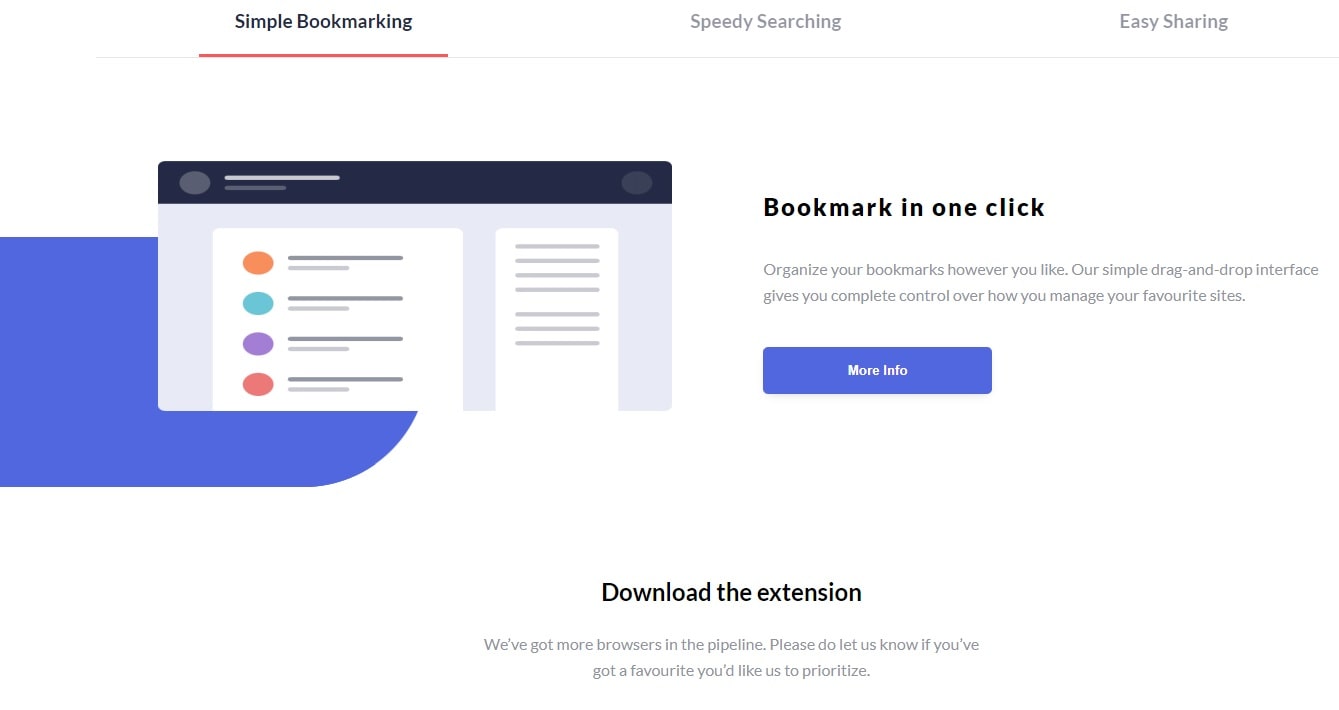 Simple Bookmarking
Speedy Searching
Easy Sharing
Bookmark in one click
Organize your bookmarks however you like. Our simple drag-and-drop interface
gives you complete control over how you manage your favourite sites.
More Info
Download the extension
We’ve got more browsers in the pipeline. Please do let us know if you’ve
got a favourite you’d like us to prioritize.